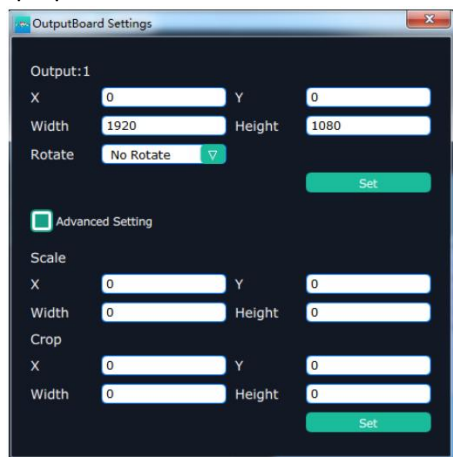 OutputBoard Settings
Output:1
X 0 Y 0
Width 1920 Height 1080
Rotate No Rotate
Set
Advanced Setting
Scale
X 0 Y 0
Width 0 Height 0
Crop
X 0 Y 0
Width 0 Height 0
Set